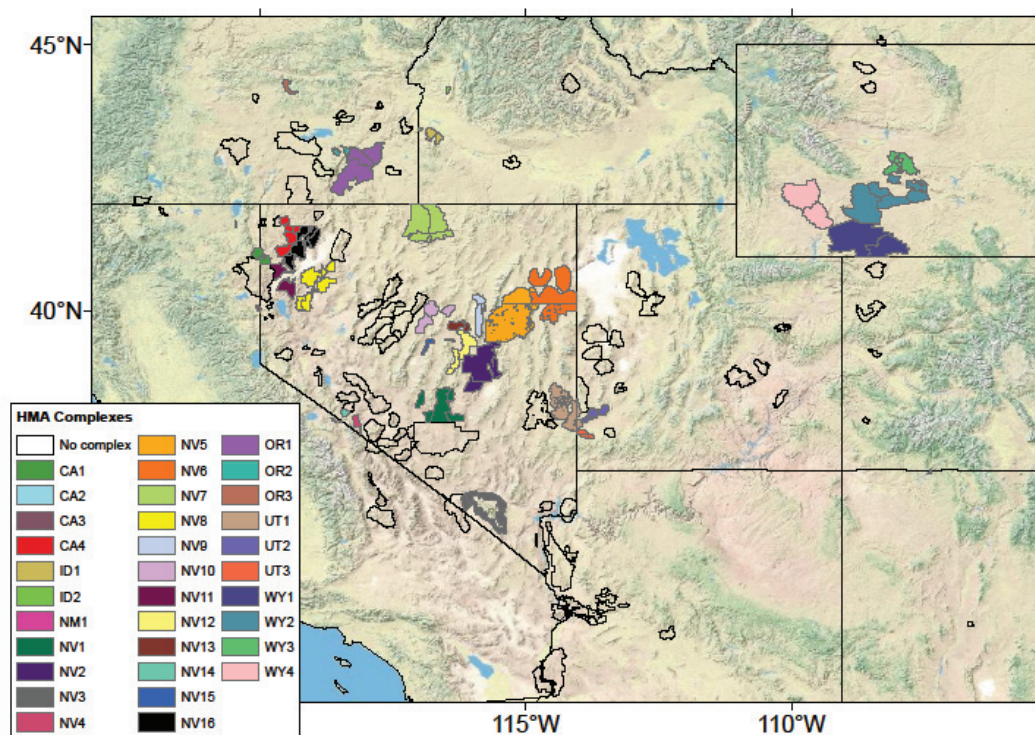 45°N
40°N
HMA Complexes
No complex
CA1
CA2
CA3
CA4
ID1
ID2
NM1
NV1
NV2
NV3
NV4
NV5
NV6
NV7
NV8
NV9
NV10
NV11
NV12
NV13
NV14
NV15
NV16
OR1
OR2
OR3
UT1
UT2
UT3
WY1
WY2
WY3
WY4
115°W
110°W